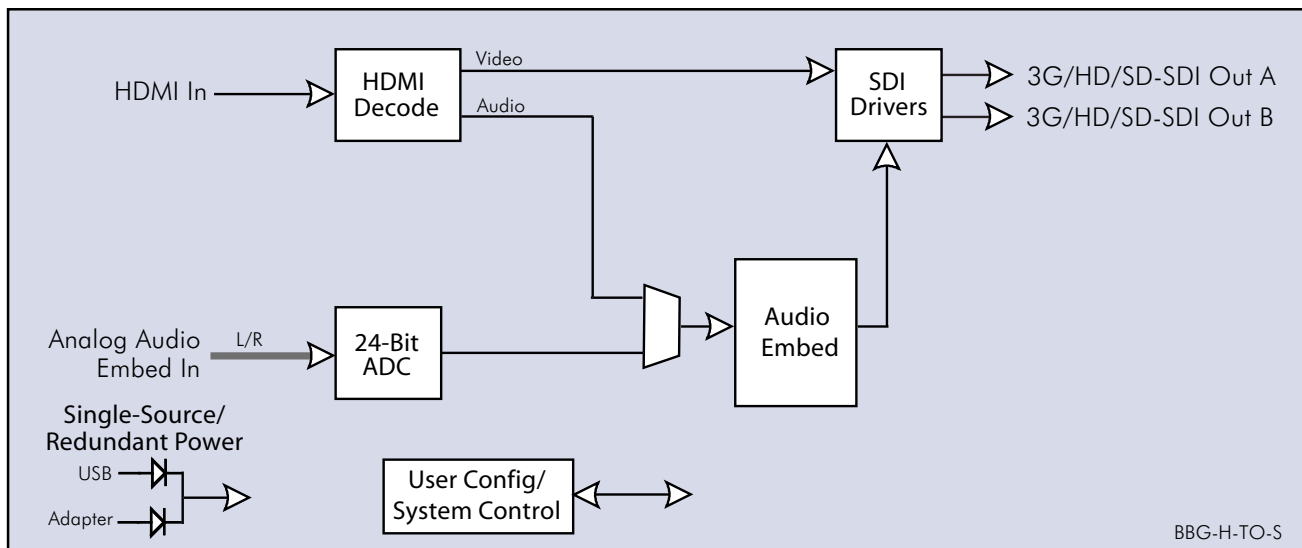 HDMI In
HDMI
Decode
Video
Audio
SDI
Drivers
3G/HD/SD-SDI Out A
3G/HD/SD-SDI Out B
Analog Audio
Embed In
L/R
24-Bit
ADC
Audio
Embed
Single-Source/
Redundant Power
USB
Adapter
User Config/
System Control
BBG-H-TO-S